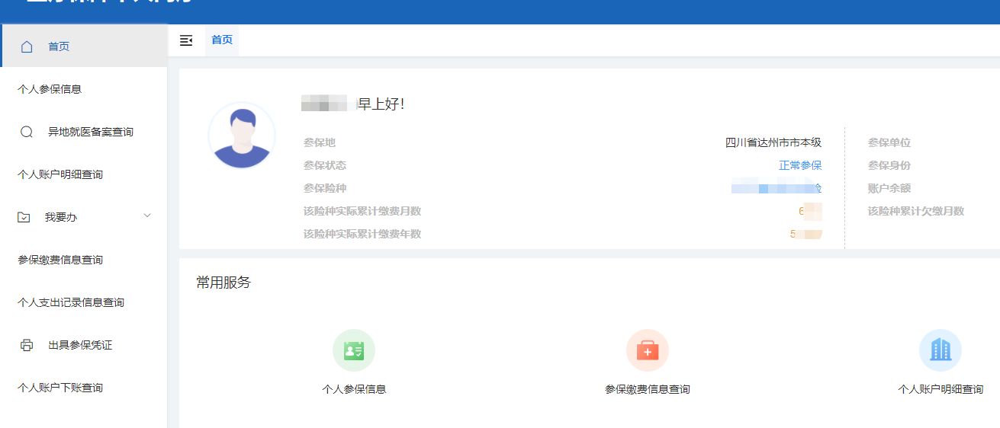 首页
个人参保信息
异地就医备案查询
个人账户明细查询
我要办
参保缴费信息查询
个人支出记录信息查询
出具参保凭证
个人账户下账查询
首页
早上好!
参保地 四川省达州市市本级
参保状态 正常参保
参保险种
该险种实际累计缴费月数 6
该险种实际累计缴费年数 5
参保单位
参保身份
账户余额
该险种累计欠缴月数
常用服务
个人参保信息
参保缴费信息查询
个人账户明细查询